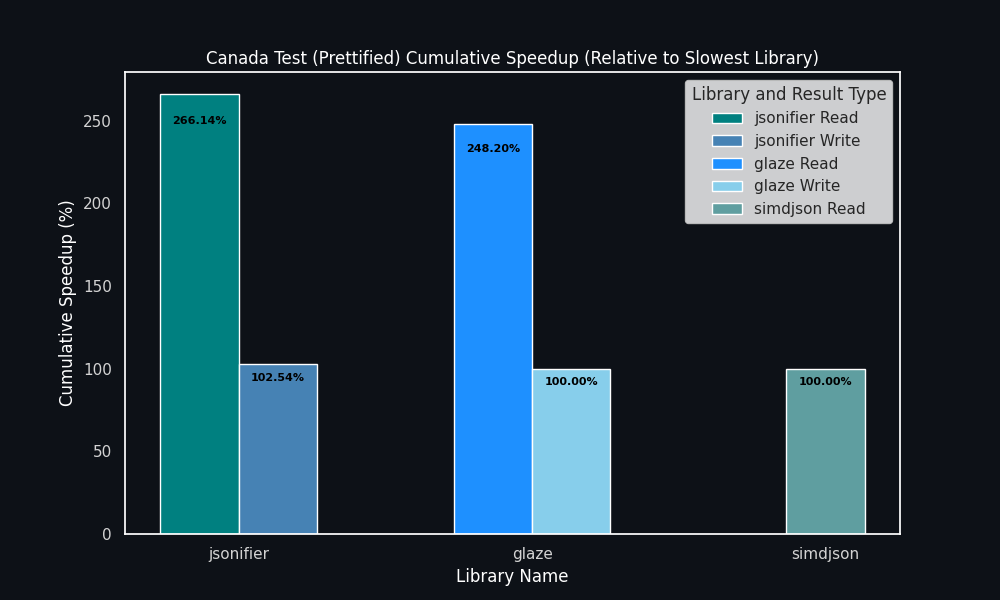 Canada Test (Prettified) Cumulative Speedup (Relative to Slowest Library)
Library and Result Type
jsonifier Read
jsonifier Write
glaze Read
glaze Write
simdjson Read
Cumulative Speedup (%)
250
200
150
100
50
0
266.14%
102.54%
248.20%
100.00%
100.00%
jsonifier
glaze
simdjson
Library Name